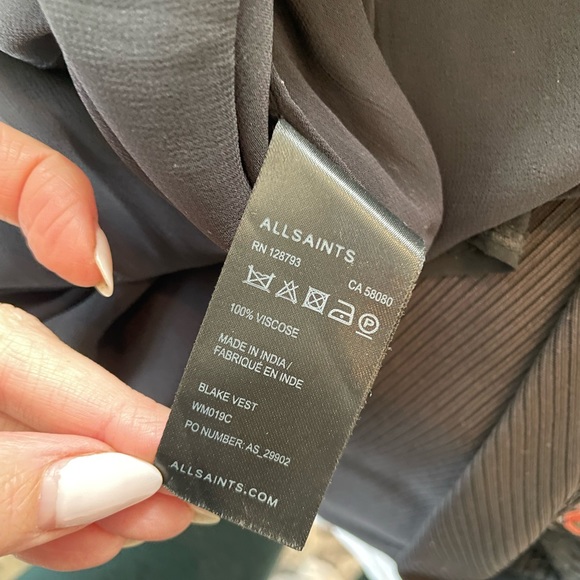 ALLSAINTS
RN 128793 CA 58080
P
100% VISCOSE
MADE IN INDIA /
FABRIQUÉ EN INDE
BLAKE VEST
WM019C
PO NUMBER: AS_29902
ALLSAINTS.COM